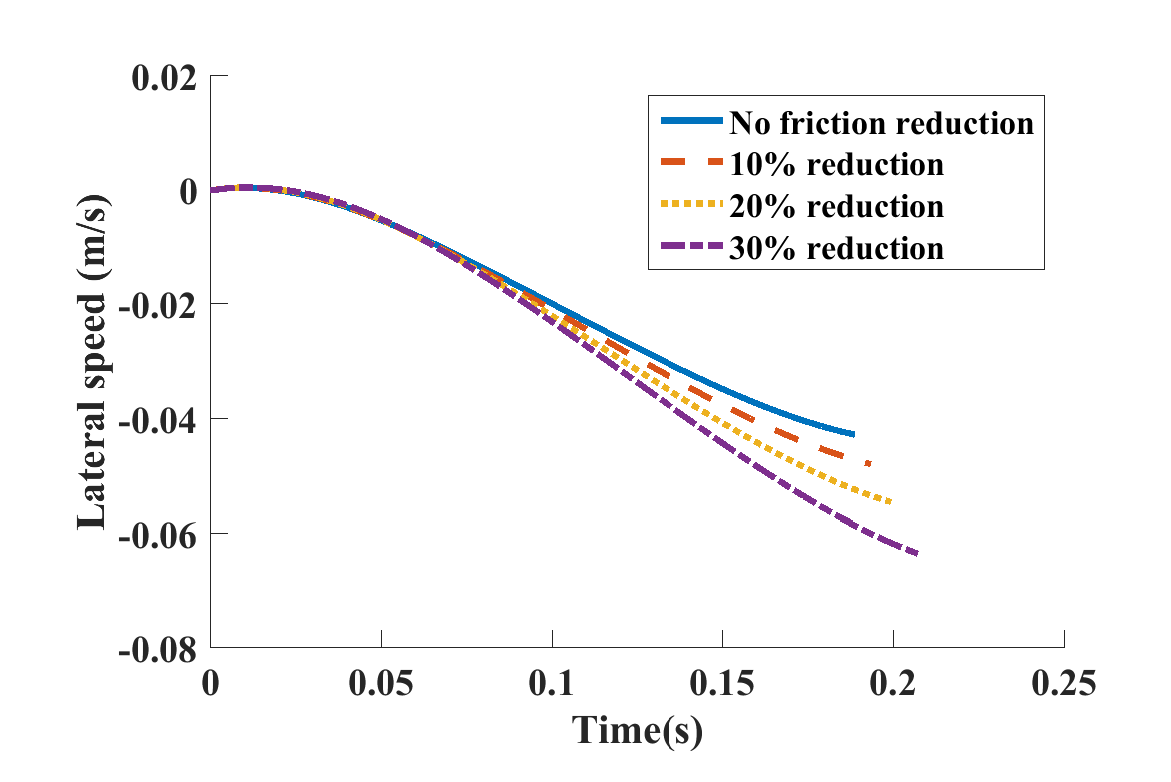 0.02
0
-0.02
-0.04
-0.06
-0.08
Lateral speed (m/s)
No friction reduction
10% reduction
20% reduction
30% reduction
0
0.05
0.1
0.15
0.2
0.25
Time(s)